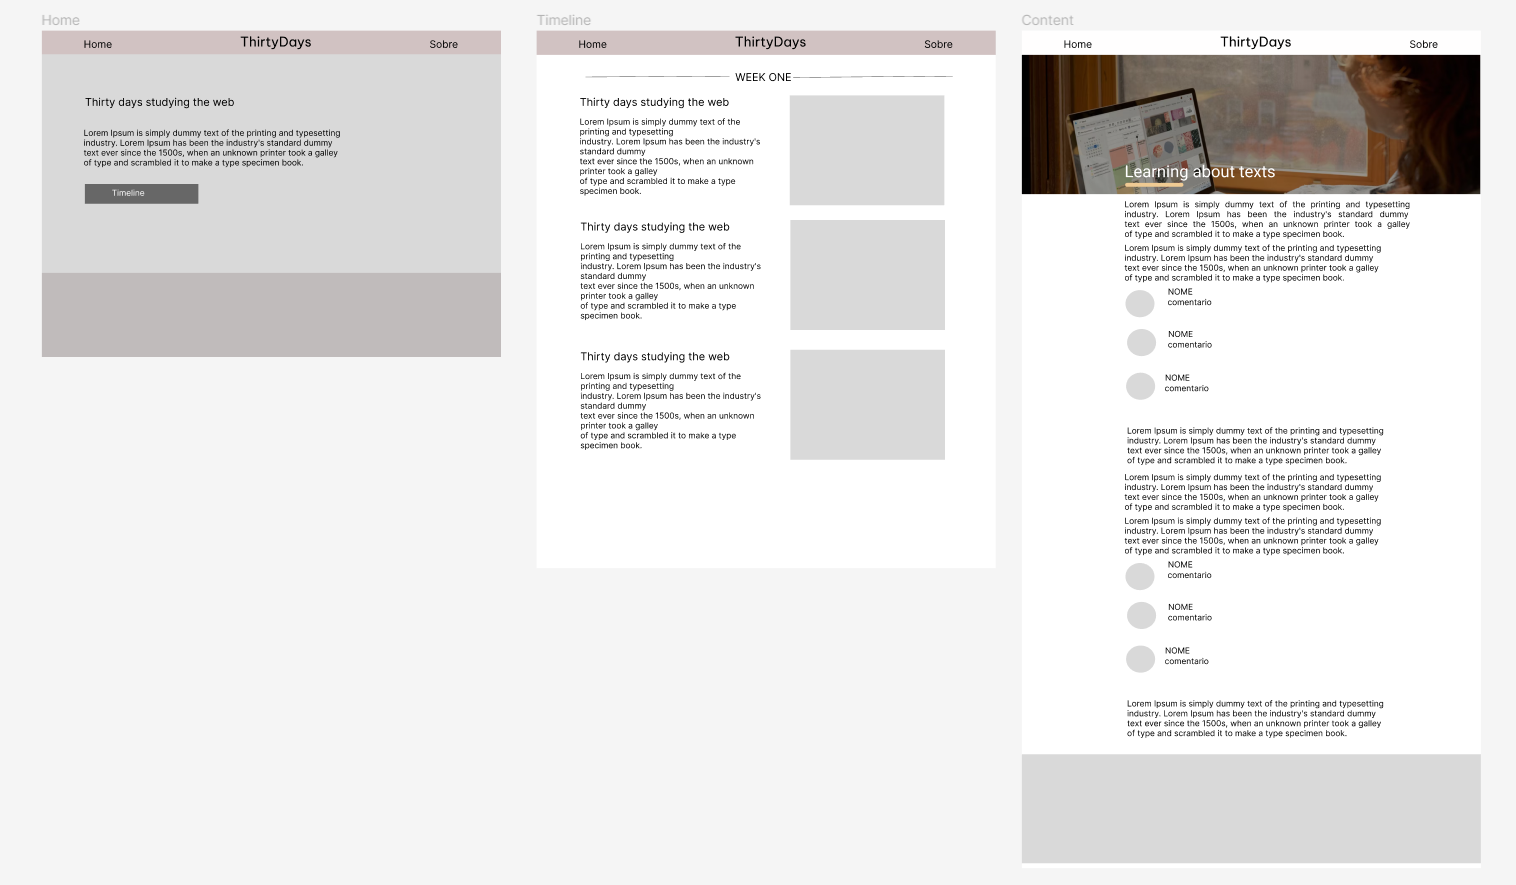 Home
Home
ThirtyDays
Sobre
Thirty days studying the web
Lorem Ipsum is simply dummy text of the printing and typesetting
industry. Lorem Ipsum has been the industry's standard dummy
text ever since the 1500s, when an unknown printer took a galley
of type and scrambled it to make a type specimen book.
Timeline
Timeline
Home
ThirtyDays
Sobre
WEEK ONE
Thirty days studying the web
Lorem Ipsum is simply dummy text of the
printing and typesetting
industry. Lorem Ipsum has been the industry's
standard dummy
text ever since the 1500s, when an unknown
printer took a galley
of type and scrambled it to make a type
specimen book.
Thirty days studying the web
Lorem Ipsum is simply dummy text of the
printing and typesetting
industry. Lorem Ipsum has been the industry's
standard dummy
text ever since the 1500s, when an unknown
printer took a galley
of type and scrambled it to make a type
specimen book.
Thirty days studying the web
Lorem Ipsum is simply dummy text of the
printing and typesetting
industry. Lorem Ipsum has been the industry's
standard dummy
text ever since the 1500s, when an unknown
printer took a galley
of type and scrambled it to make a type
specimen book.
Content
Home
ThirtyDays
Sobre
Learning about texts
Lorem Ipsum is simply dummy text of the printing and typesetting
industry. Lorem Ipsum has been the industry's standard dummy
text ever since the 1500s, when an unknown printer took a galley
of type and scrambled it to make a type specimen book.
Lorem Ipsum is simply dummy text of the printing and typesetting
industry. Lorem Ipsum has been the industry's standard dummy
text ever since the 1500s, when an unknown printer took a galley
of type and scrambled it to make a type specimen book.
NOME
comentario
NOME
comentario
NOME
comentario
Lorem Ipsum is simply dummy text of the printing and typesetting
industry. Lorem Ipsum has been the industry's standard dummy
text ever since the 1500s, when an unknown printer took a galley
of type and scrambled it to make a type specimen book.
Lorem Ipsum is simply dummy text of the printing and typesetting
industry. Lorem Ipsum has been the industry's standard dummy
text ever since the 1500s, when an unknown printer took a galley
of type and scrambled it to make a type specimen book.
Lorem Ipsum is simply dummy text of the printing and typesetting
industry. Lorem Ipsum has been the industry's standard dummy
text ever since the 1500s, when an unknown printer took a galley
of type and scrambled it to make a type specimen book.
NOME
comentario
NOME
comentario
NOME
comentario
Lorem Ipsum is simply dummy text of the printing and typesetting
industry. Lorem Ipsum has been the industry's standard dummy
text ever since the 1500s, when an unknown printer took a galley
of type and scrambled it to make a type specimen book.